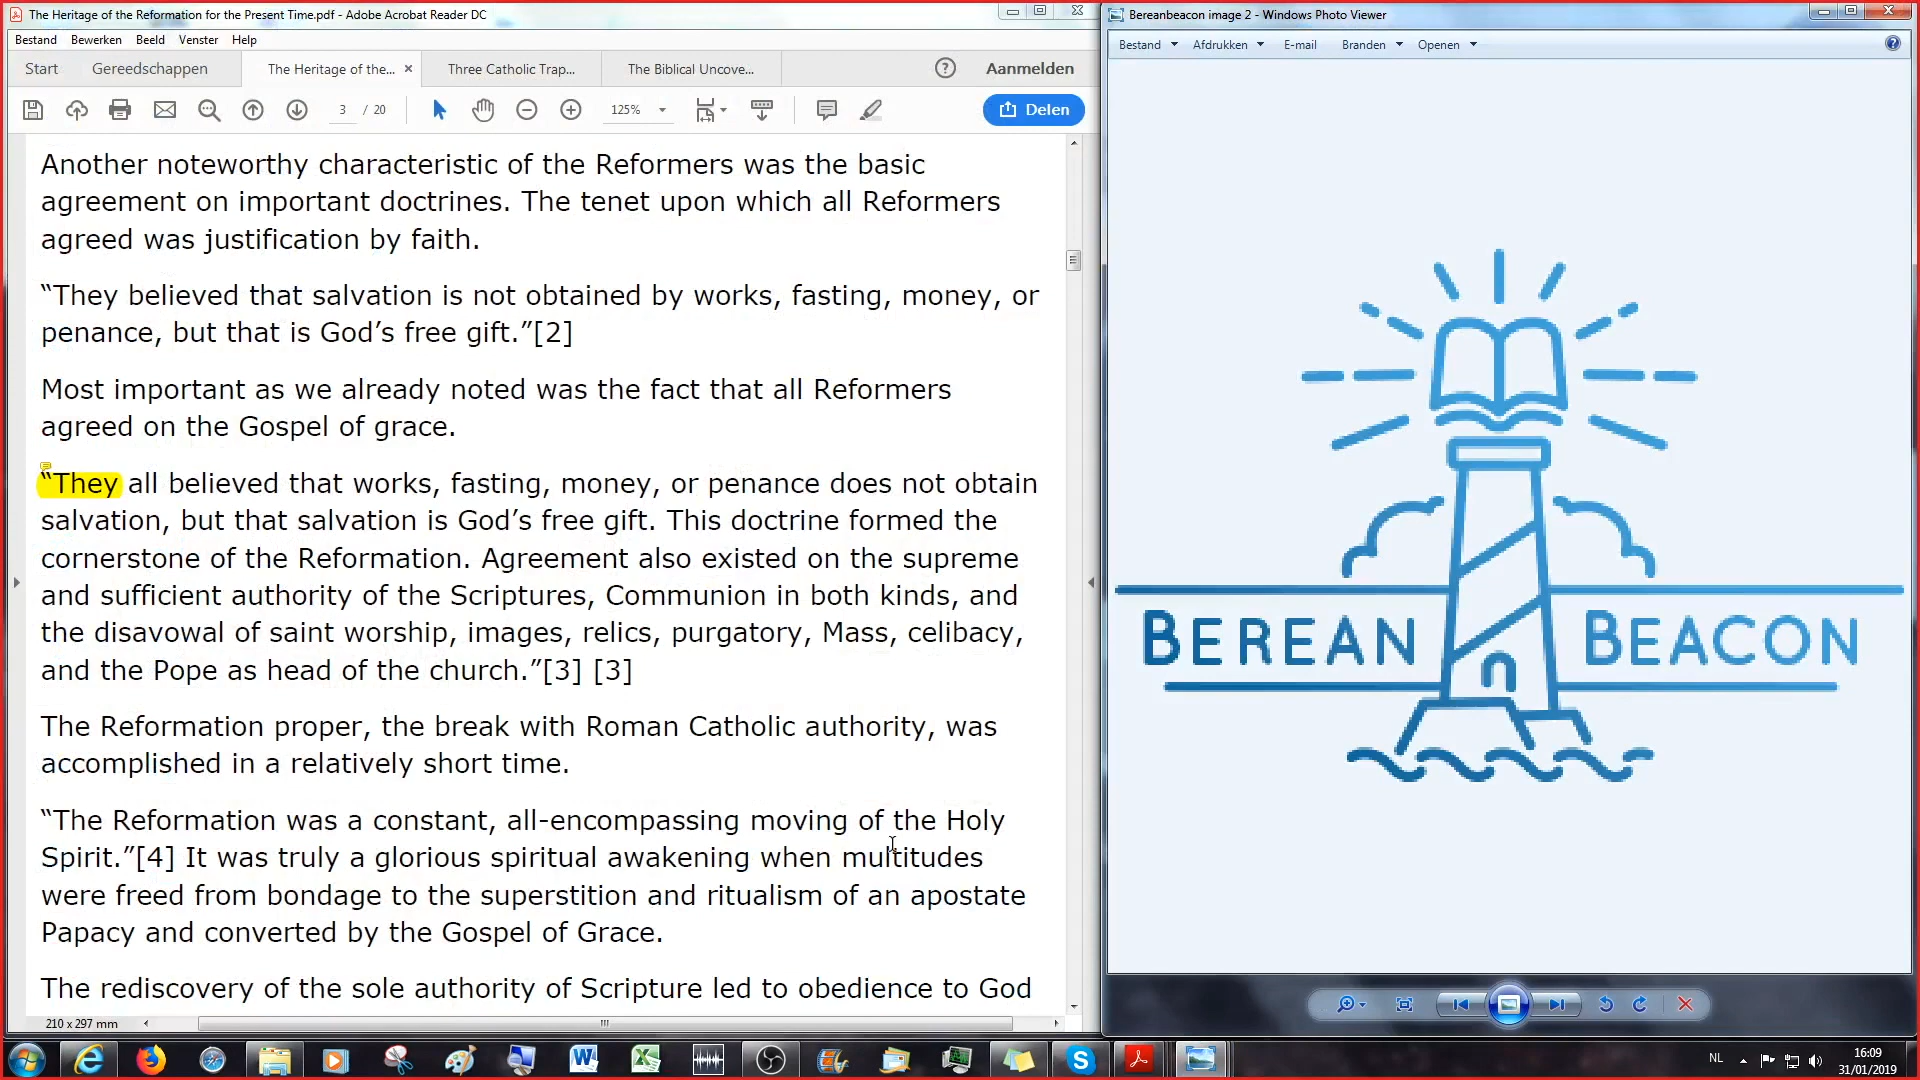 The Heritage of the Reformation for the Present Time.pdf - Adobe Acrobat Reader DC
Bestand Bewerken Beeld Venster Help
Start Gereedschappen The Heritage of the... Three Catholic Trap... The Biblical Uncove... Aanmelden
3 / 20 125% Delen
Another noteworthy characteristic of the Reformers was the basic
agreement on important doctrines. The tenet upon which all Reformers
agreed was justification by faith.
“They believed that salvation is not obtained by works, fasting, money, or
penance, but that is God’s free gift.”[2]
Most important as we already noted was the fact that all Reformers
agreed on the Gospel of grace.
“They all believed that works, fasting, money, or penance does not obtain
salvation, but that salvation is God’s free gift. This doctrine formed the
cornerstone of the Reformation. Agreement also existed on the supreme
and sufficient authority of the Scriptures, Communion in both kinds, and
the disavowal of saint worship, images, relics, purgatory, Mass, celibacy,
and the Pope as head of the church.”[3] [3]
The Reformation proper, the break with Roman Catholic authority, was
accomplished in a relatively short time.
“The Reformation was a constant, all-encompassing moving of the Holy
Spirit.”[4] It was truly a glorious spiritual awakening when multitudes
were freed from bondage to the superstition and ritualism of an apostate
Papacy and converted by the Gospel of Grace.
The rediscovery of the sole authority of Scripture led to obedience to God
210 x 297 mm
Bereanbeacon image 2 - Windows Photo Viewer
Bestand Afdrukken E-mail Branden Openen
BEREAN BEACON
NL 16:09
31/01/2019